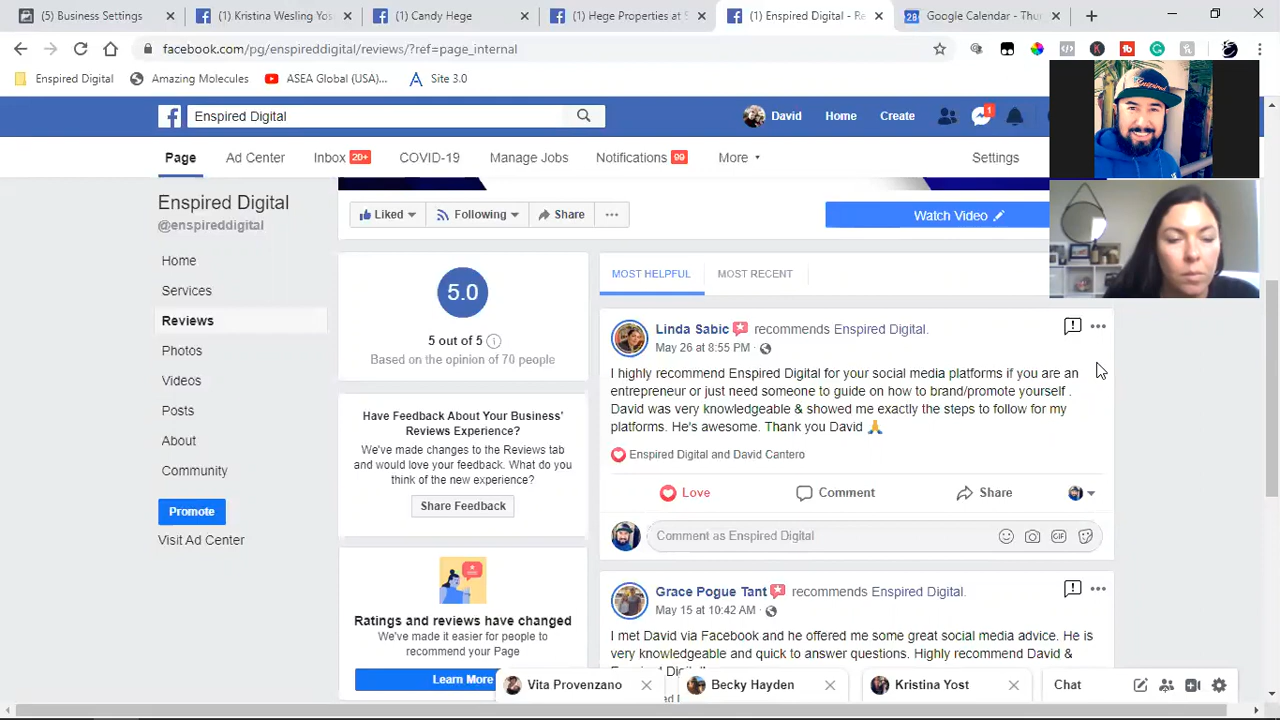 (5) Business Settings
(1) Kristina Wesling Yos
(1) Candy Hege
(1) Hege Properties at S
(1) Enspired Digital - Re
Google Calendar - Thu
facebook.com/pg/enspireddigital/reviews/?ref=page_internal
Enspired Digital
Amazing Molecules
ASEA Global (USA)...
Site 3.0
Enspired Digital
David
Home
Create
1
Page
Ad Center
Inbox 20+
COVID-19
Manage Jobs
Notifications 99
More
Settings
Enspired Digital
@enspireddigital
Home
Services
Reviews
Photos
Videos
Posts
About
Community
Promote
Visit Ad Center
Liked
Following
Share
Watch Video
5.0
5 out of 5
Based on the opinion of 70 people
Have Feedback About Your Business'
Reviews Experience?
We've made changes to the Reviews tab
and would love your feedback. What do you
think of the new experience?
Share Feedback
Ratings and reviews have changed
We've made it easier for people to
recommend your Page
Learn More
MOST HELPFUL
MOST RECENT
Linda Sabic recommends Enspired Digital.
May 26 at 8:55 PM ·
I highly recommend Enspired Digital for your social media platforms if you are an
entrepreneur or just need someone to guide on how to brand/promote yourself .
David was very knowledgeable & showed me exactly the steps to follow for my
platforms. He's awesome. Thank you David 🙏
Enspired Digital and David Cantero
Love
Comment
Share
Comment as Enspired Digital
GIF
Grace Pogue Tant recommends Enspired Digital.
May 15 at 10:42 AM ·
I met David via Facebook and he offered me some great social media advice. He is
very knowledgeable and quick to answer questions. Highly recommend David &
Vita Provenzano
Becky Hayden
Kristina Yost
Chat